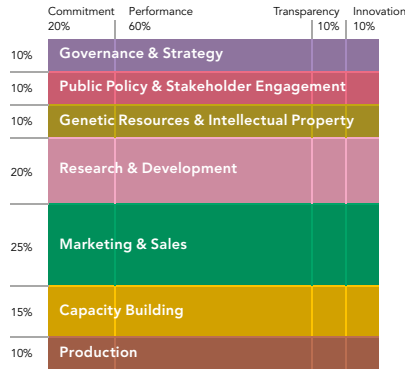 Commitment Performance Transparency Innovation
20% 60% 10% 10%
10% Governance & Strategy
10% Public Policy & Stakeholder Engagement
10% Genetic Resources & Intellectual Property
20% Research & Development
25% Marketing & Sales
15% Capacity Building
10% Production